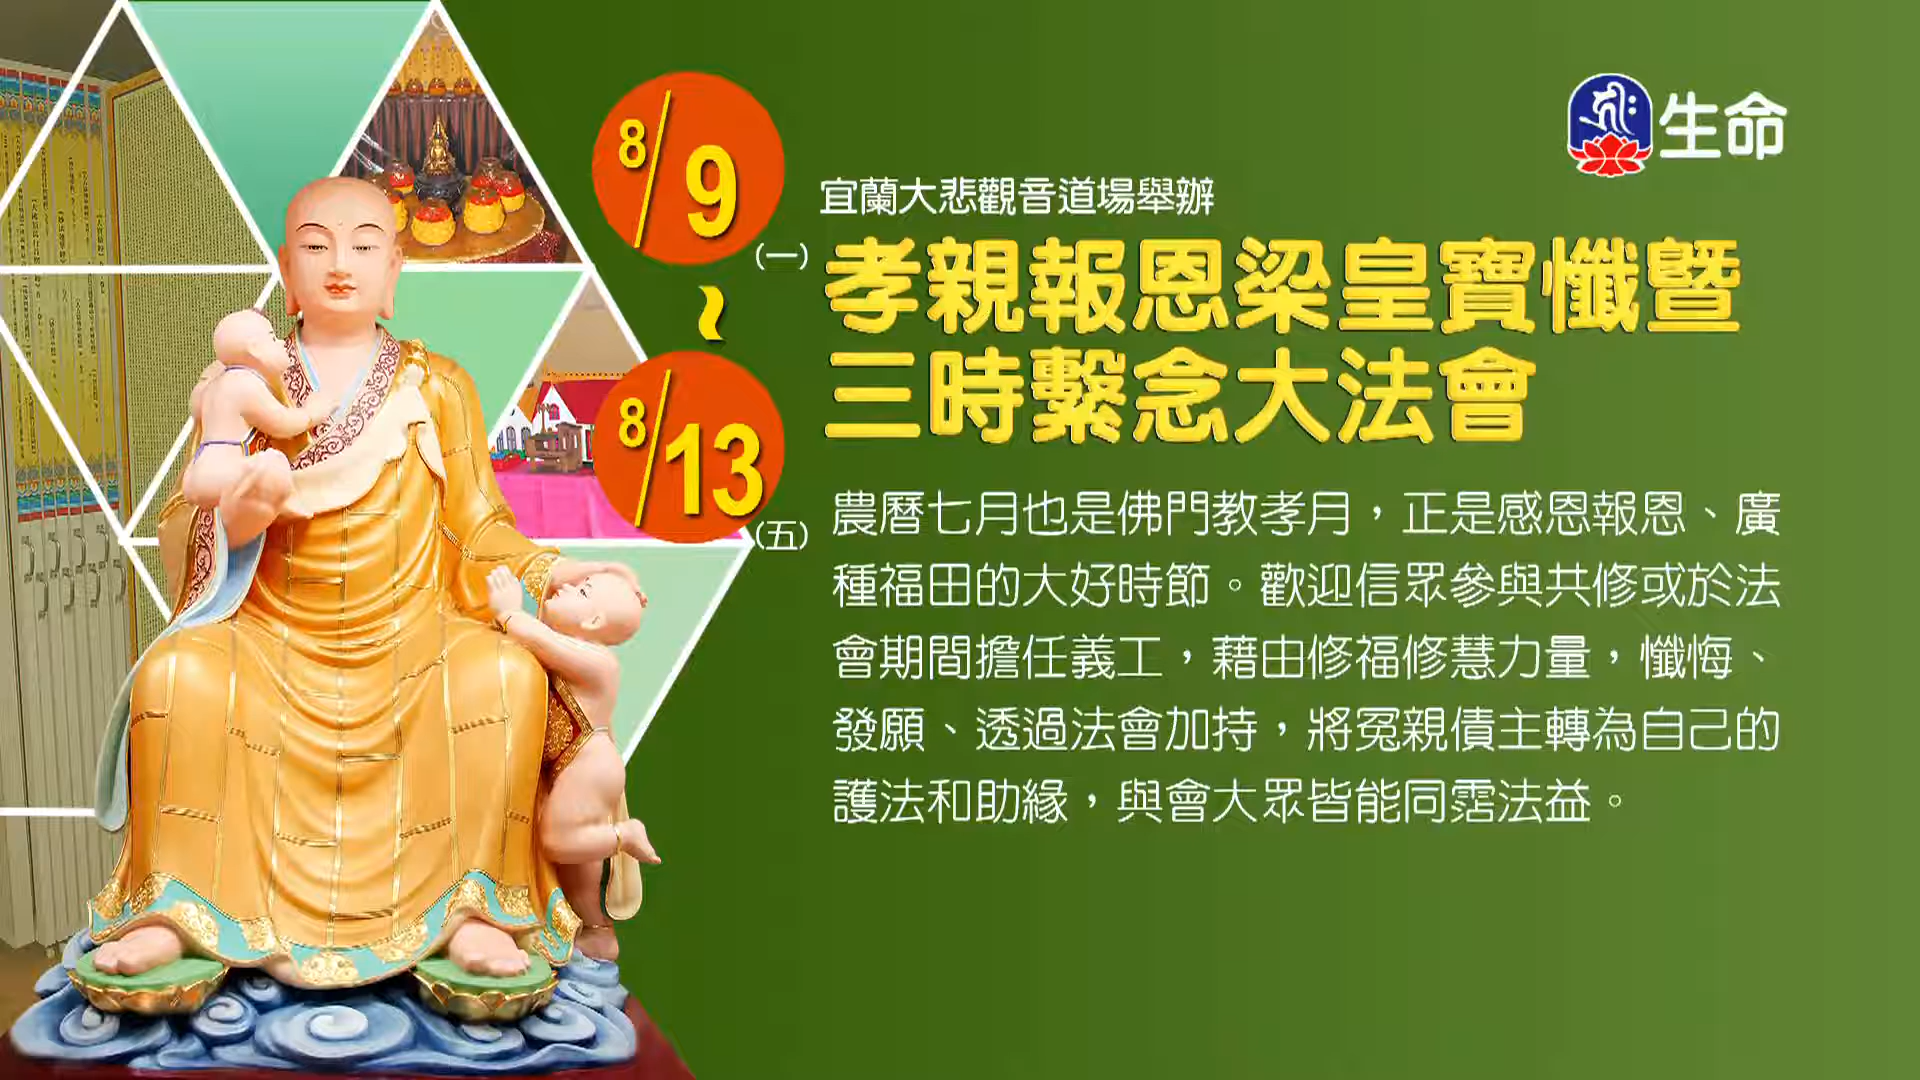 生命
8/9
(一)
~
8/13
(五)
宜蘭大悲觀音道場舉辦
孝親報恩梁皇寶懺暨
三時繫念大法會
農曆七月也是佛門教孝月，正是感恩報恩、廣
種福田的大好時節。歡迎信眾參與共修或於法
會期間擔任義工，藉由修福修慧力量，懺悔、
發願、透過法會加持，將冤親債主轉為自己的
護法和助緣，與會大眾皆能同霑法益。